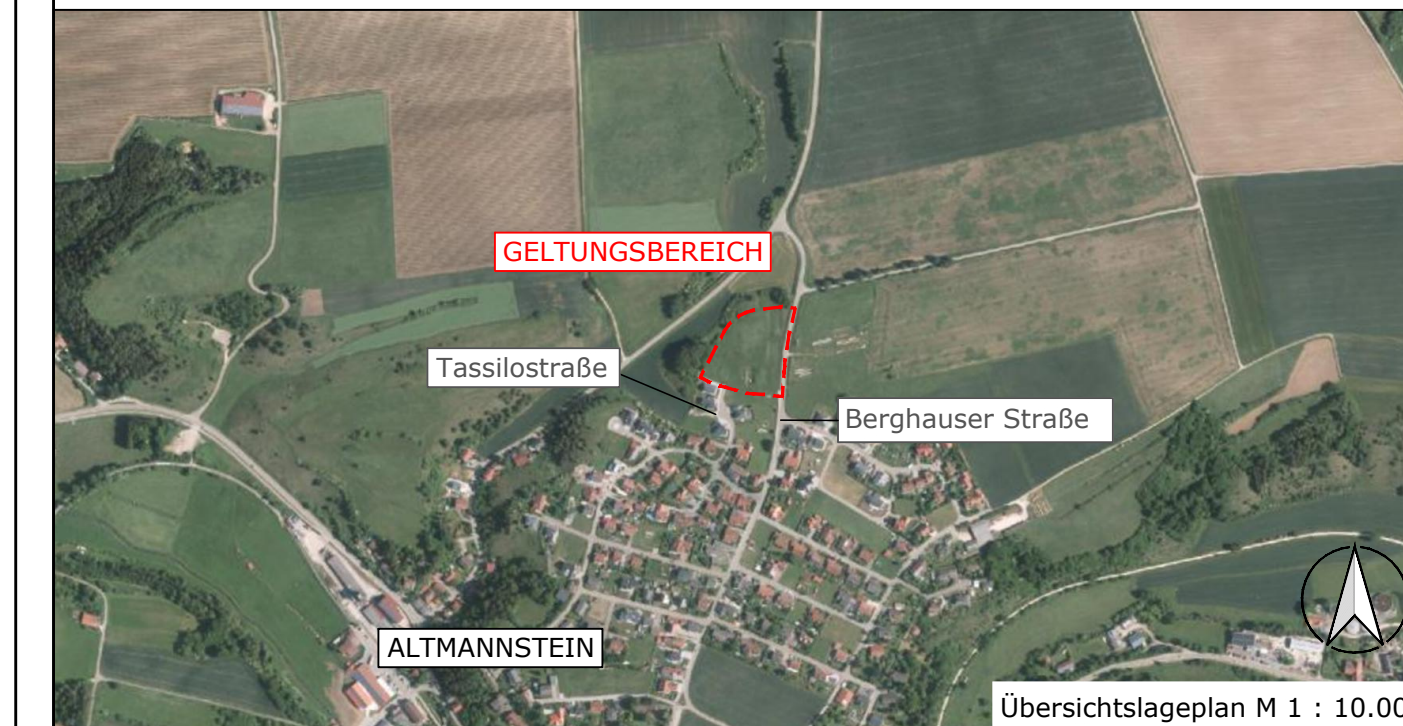 GELTUNGSBEREICH
Tassilostraße
Berghauser Straße
ALTMANNSTEIN
Übersichtslageplan M 1 : 10.00